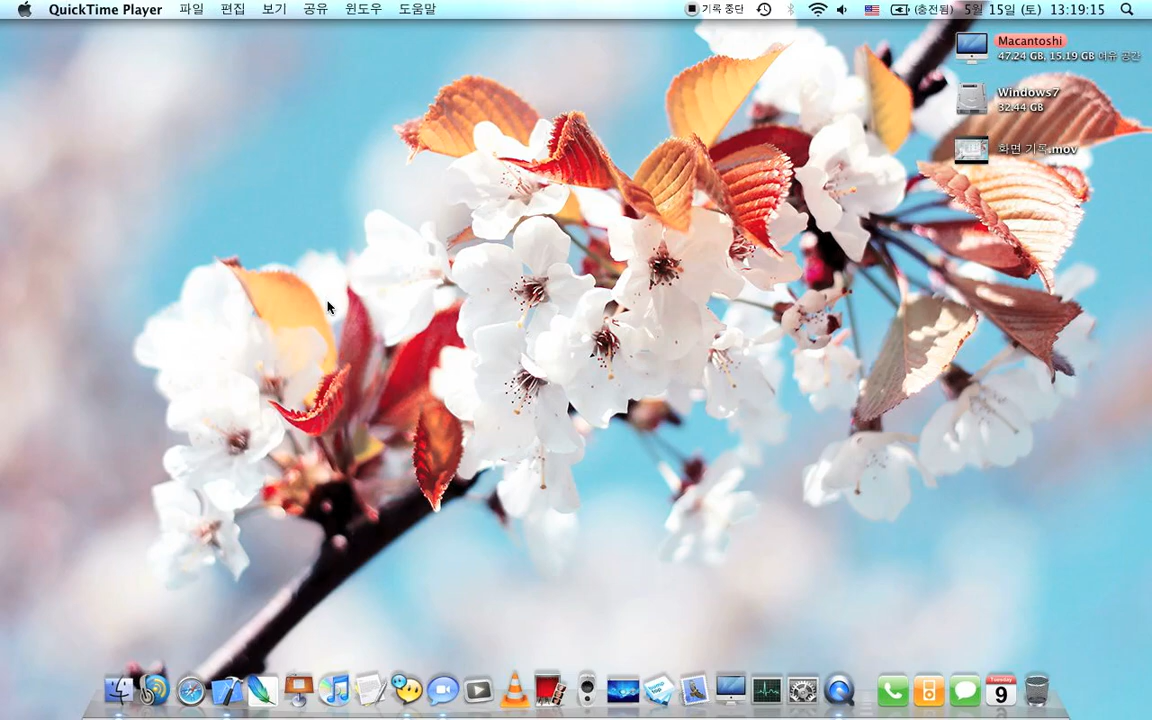 QuickTime Player 파일 편집 보기 공유 윈도우 도움말 기록 중단 (충전됨) 5월 15일 (토) 13:19:15
Macantoshi
47.24 GB, 15.19 GB 여유 공간
Windows7
32.44 GB
화면 기록.mov
Tuesday
9